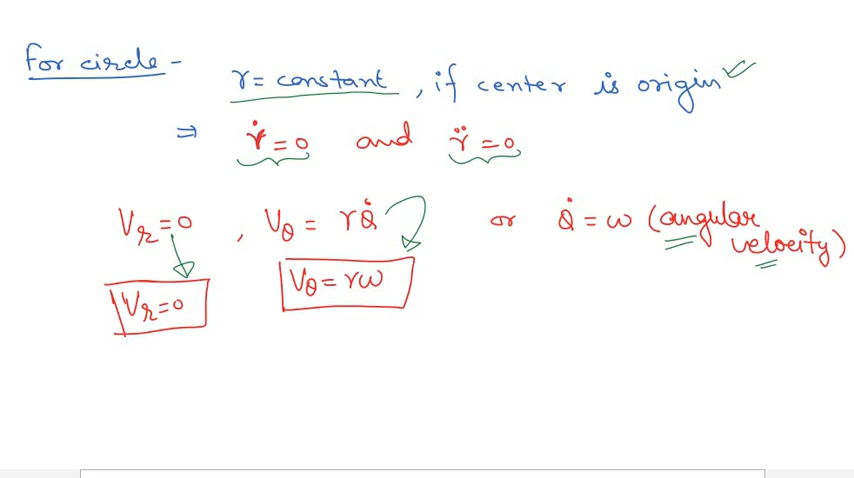 For circle -
r = constant, if center is origin
⇒ ṙ = 0 and r̈ = 0
Vr = 0, Vθ = rθ̇ or θ̇ = ω (angular velocity)
Vr = 0 Vθ = rω